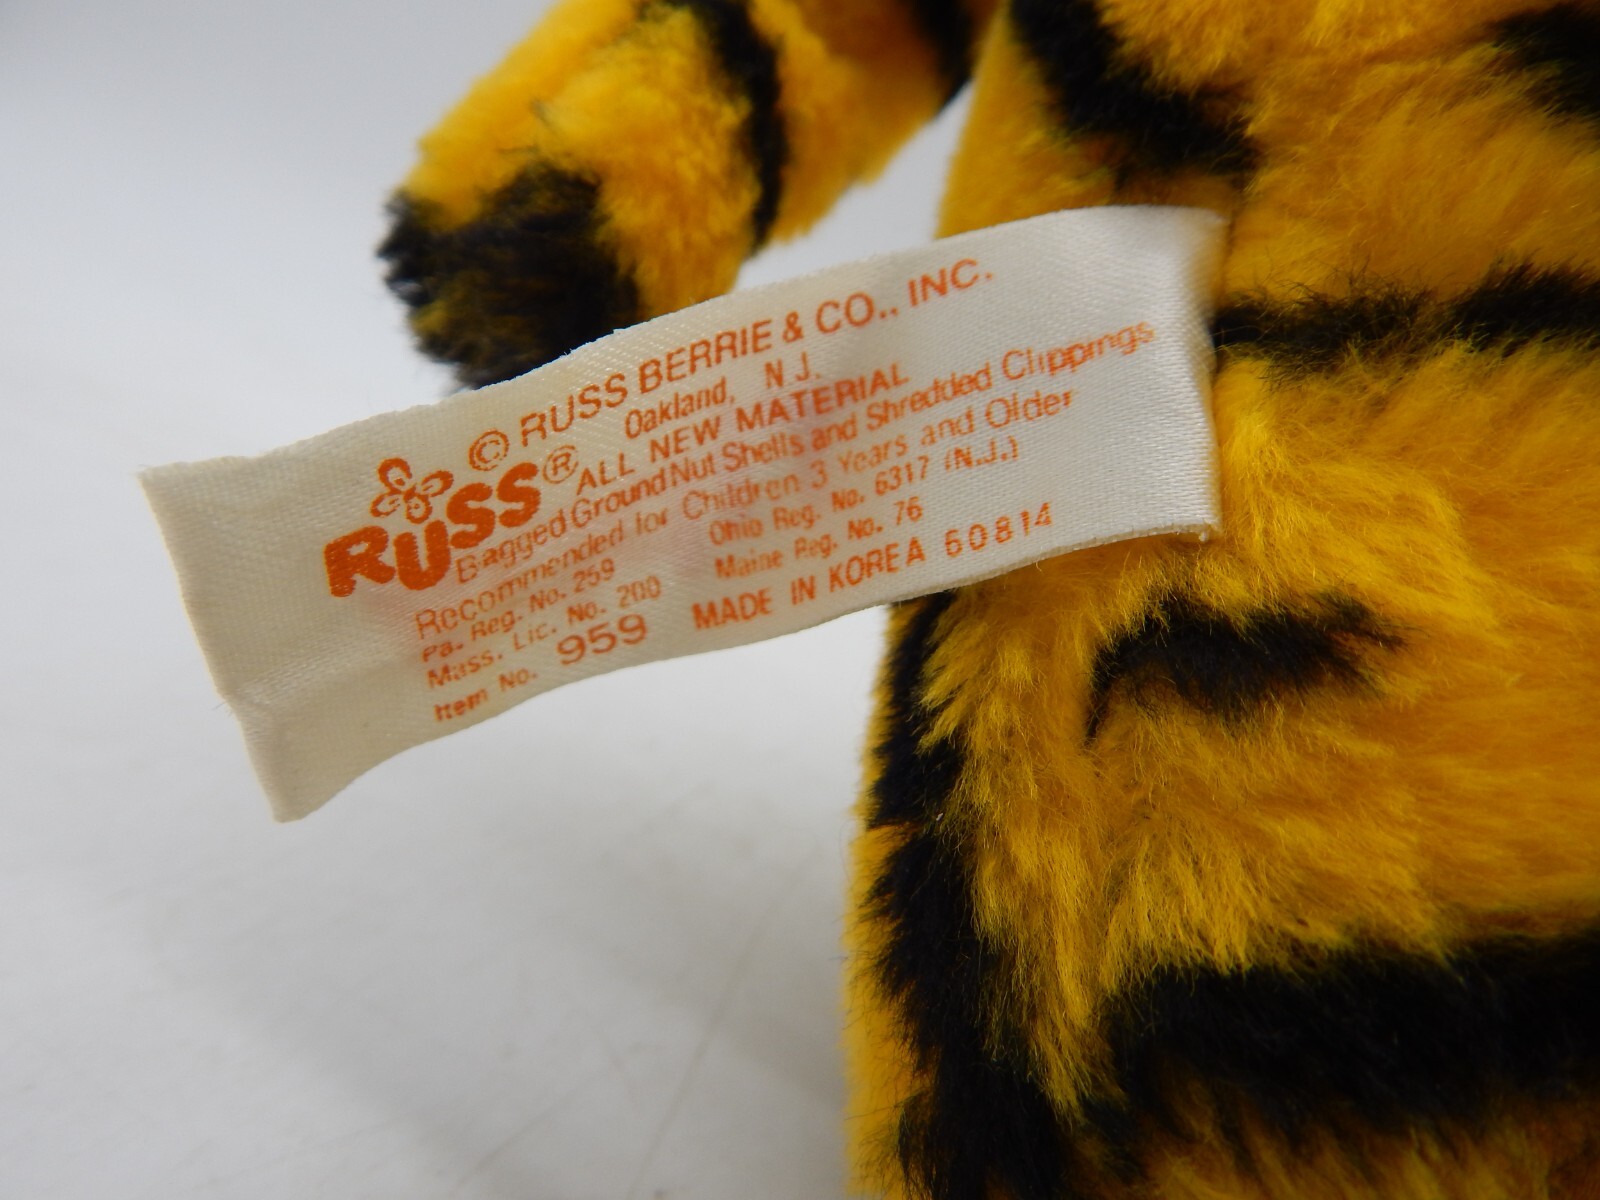 © RUSS BERRIE & CO., INC.
Oakland, N.J.
RUSS®
ALL NEW MATERIAL
Bagged Ground Nut Shells and Shredded Clippings
Recommended for Children 3 Years and Older
Pa. Reg. No. 259 Ohio Reg. No. 6317 (N.J.)
Mass. Lic. No. 200 Maine Reg. No. 76
Item No. 959 MADE IN KOREA 60814